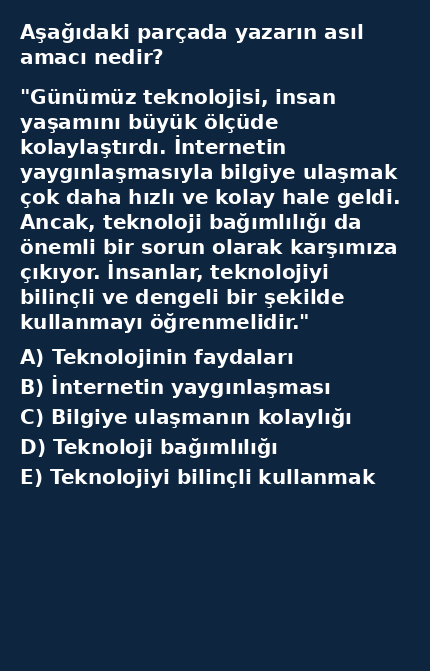 Aşağıdaki parçada yazarın asıl
amacı nedir?
"Günümüz teknolojisi, insan
yaşamını büyük ölçüde
kolaylaştırdı. İnternetin
yaygınlaşmasıyla bilgiye ulaşmak
çok daha hızlı ve kolay hale geldi.
Ancak, teknoloji bağımlılığı da
önemli bir sorun olarak karşımıza
çıkıyor. İnsanlar, teknolojiyi
bilinçli ve dengeli bir şekilde
kullanmayı öğrenmelidir."
A) Teknolojinin faydaları
B) İnternetin yaygınlaşması
C) Bilgiye ulaşmanın kolaylığı
D) Teknoloji bağımlılığı
E) Teknolojiyi bilinçli kullanmak